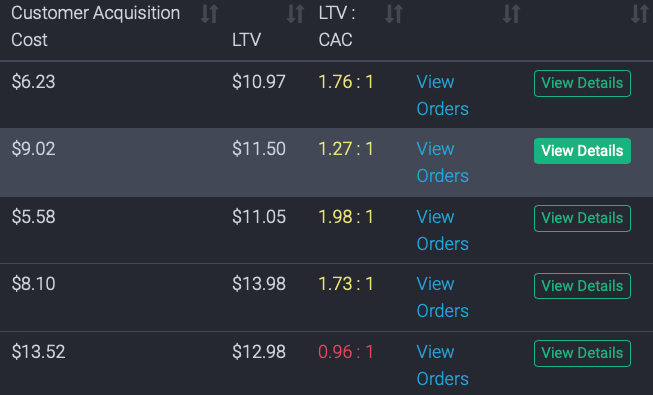 Customer Acquisition Cost LTV LTV : CAC
$6.23 $10.97 1.76 : 1 View Orders View Details
$9.02 $11.50 1.27 : 1 View Orders View Details
$5.58 $11.05 1.98 : 1 View Orders View Details
$8.10 $13.98 1.73 : 1 View Orders View Details
$13.52 $12.98 0.96 : 1 View Orders View Details